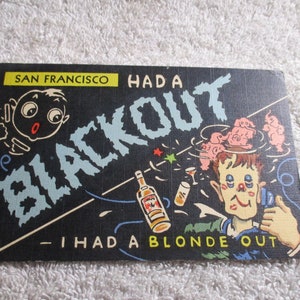 SAN FRANCISCO HAD A
BLACKOUT
— I HAD A BLONDE OUT